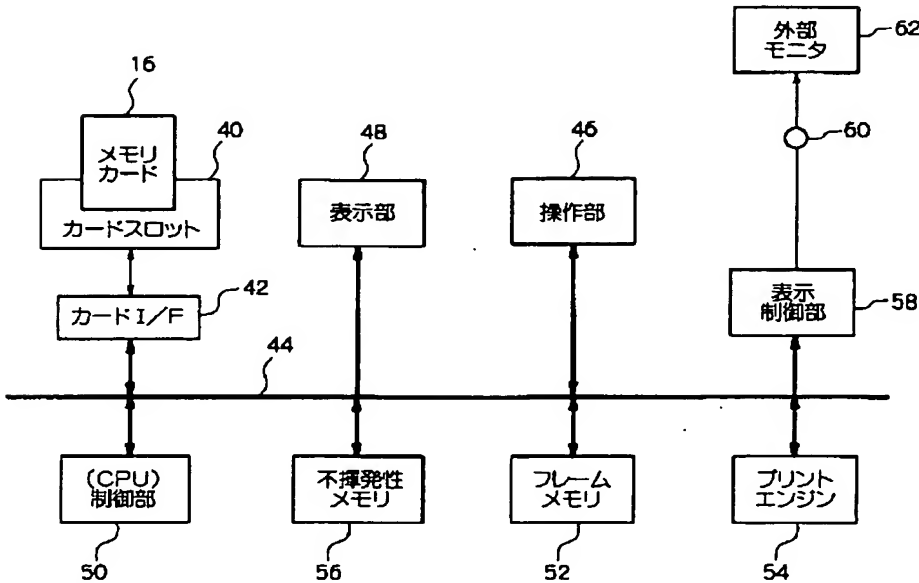 外部
モニタ
62
16
メモリ
カード
40
カードスロット
48
表示部
46
操作部
60
カードI/F
42
表示
制御部
58
44
(CPU)
制御部
50
不揮発性
メモリ
56
フレーム
メモリ
52
プリント
エンジン
54